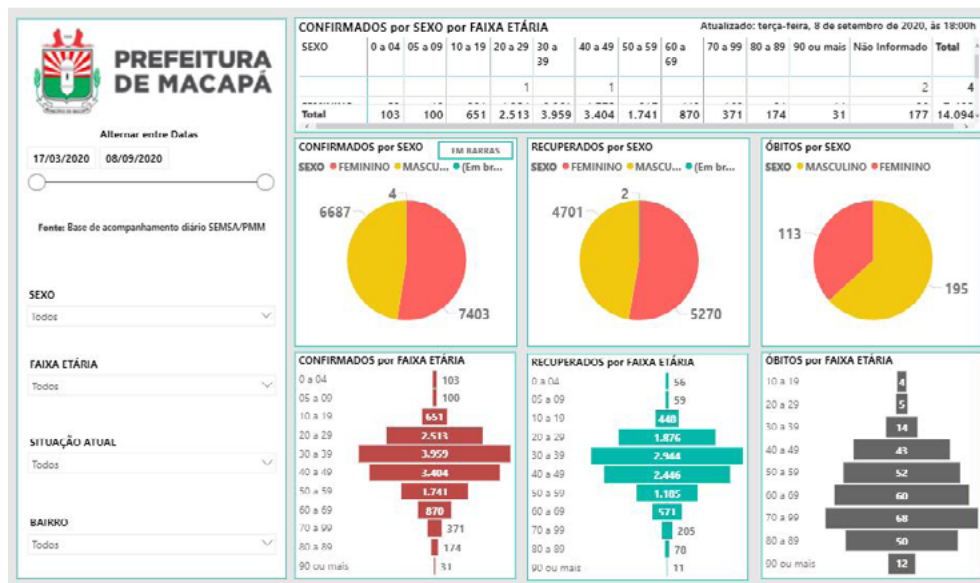 PREFEITURA
DE MACAPÁ
Alternar entre Datas
17/03/2020 08/09/2020
Fonte: Base de acompanhamento diário SEMSA/PMM
SEXO
Todos
FAIXA ETÁRIA
Todos
SITUAÇÃO ATUAL
Todos
BAIRRO
Todos
CONFIRMADOS por SEXO por FAIXA ETÁRIA
Atualizado: terça-feira, 8 de setembro de 2020, às 18:00h
SEXO 0 a 04 05 a 09 10 a 19 20 a 29 30 a 39 40 a 49 50 a 59 60 a 69 70 a 99 80 a 89 90 ou mais Não Informado Total
1 1 2 4
Total 103 100 651 2.513 3.959 3.404 1.741 870 371 174 31 177 14.094
CONFIRMADOS por SEXO
EM BARRAS
SEXO FEMININO MASCU... (Em br...
4
6687
7403
RECUPERADOS por SEXO
SEXO FEMININO MASCU... (Em br...
2
4701
5270
ÓBITOS por SEXO
SEXO MASCULINO FEMININO
113
195
CONFIRMADOS por FAIXA ETÁRIA
0 a 04 103
05 a 09 100
10 a 19 651
20 a 29 2.513
30 a 39 3.959
40 a 49 3.404
50 a 59 1.741
60 a 69 870
70 a 99 371
80 a 89 174
90 ou mais 31
RECUPERADOS por FAIXA ETÁRIA
0 a 04 56
05 a 09 59
10 a 19 440
20 a 29 1.876
30 a 39 2.944
40 a 49 2.446
50 a 59 1.185
60 a 69 571
70 a 99 205
80 a 89 78
90 ou mais 11
ÓBITOS por FAIXA ETÁRIA
10 a 19 4
20 a 29 5
30 a 39 14
40 a 49 43
50 a 59 52
60 a 69 60
70 a 99 68
80 a 89 50
90 ou mais 12